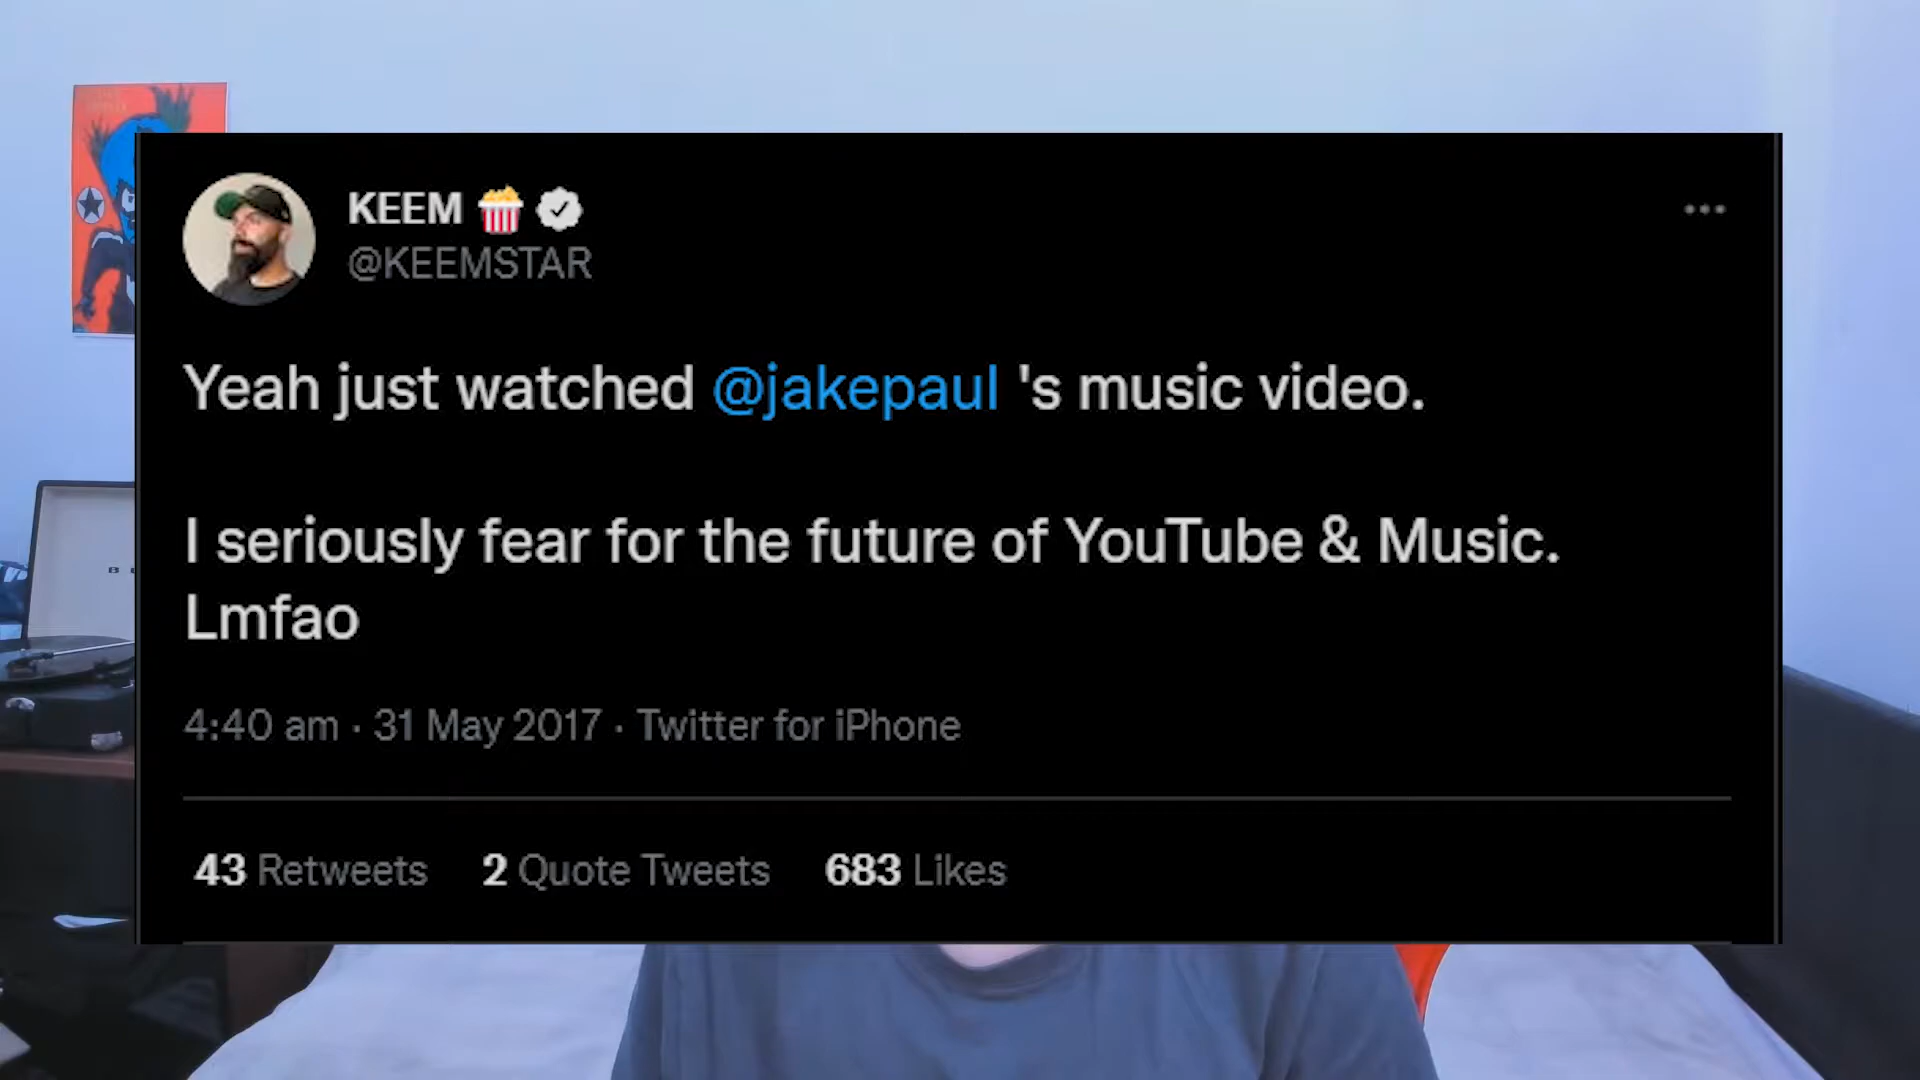 KEEM
@KEEMSTAR
Yeah just watched @jakepaul 's music video.
I seriously fear for the future of YouTube & Music.
Lmfao
4:40 am · 31 May 2017 · Twitter for iPhone
43 Retweets 2 Quote Tweets 683 Likes